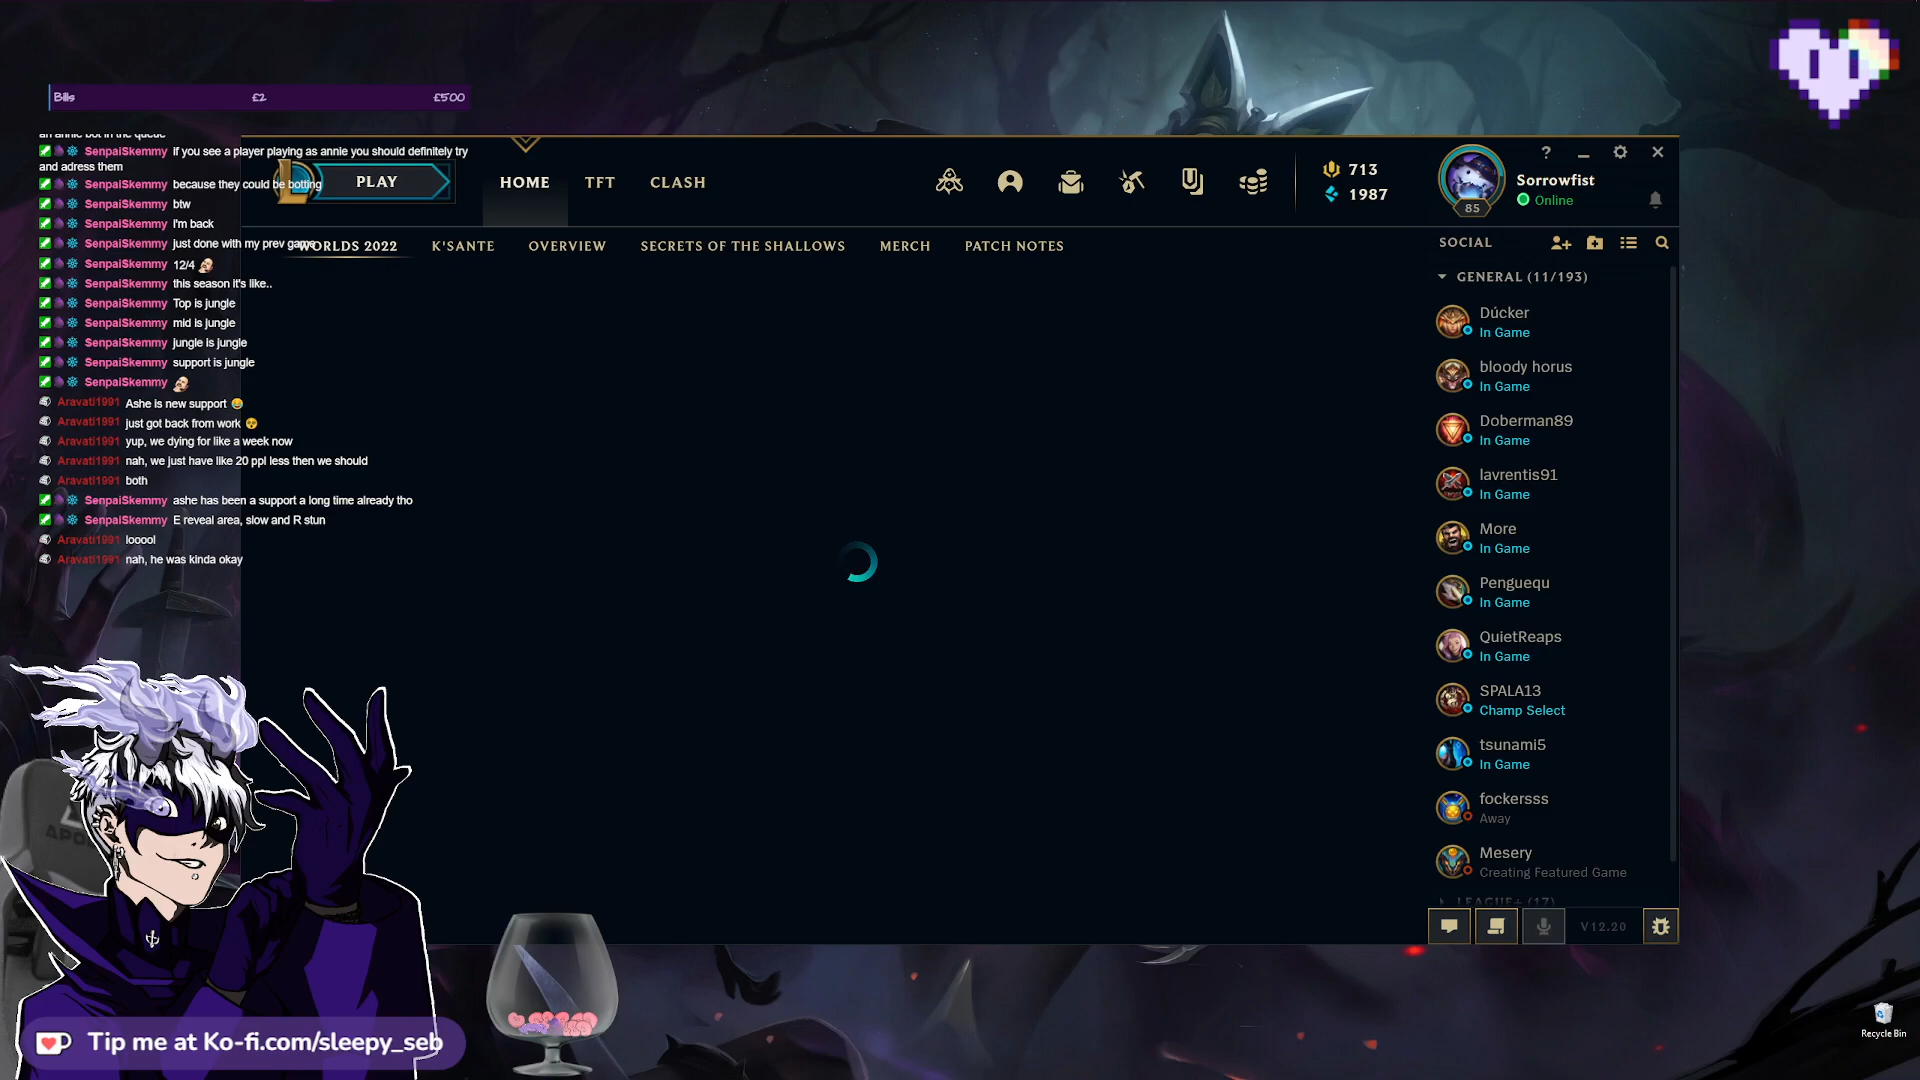 Bills £2 £500
an annie bot in the queue
SenpaiSkemmy if you see a player playing as annie you should definitely try
and adress them
SenpaiSkemmy because they could be botting
SenpaiSkemmy btw
SenpaiSkemmy I'm back
SenpaiSkemmy just done with my prev game
SenpaiSkemmy 12/4
SenpaiSkemmy this season it's like..
SenpaiSkemmy Top is jungle
SenpaiSkemmy mid is jungle
SenpaiSkemmy jungle is jungle
SenpaiSkemmy support is jungle
SenpaiSkemmy
Aravati1991 Ashe is new support 😂
Aravati1991 just got back from work 😵
Aravati1991 yup, we dying for like a week now
Aravati1991 nah, we just have like 20 ppl less then we should
Aravati1991 both
SenpaiSkemmy ashe has been a support a long time already tho
SenpaiSkemmy E reveal area, slow and R stun
Aravati1991 looool
Aravati1991 nah, he was kinda okay
PLAY
HOME
TFT
CLASH
713
1987
85
Sorrowfist
Online
WORLDS 2022
K'SANTE
OVERVIEW
SECRETS OF THE SHALLOWS
MERCH
PATCH NOTES
SOCIAL
GENERAL (11/193)
Dúcker
In Game
bloody horus
In Game
Doberman89
In Game
lavrentis91
In Game
More
In Game
Penguequ
In Game
QuietReaps
In Game
SPALA13
Champ Select
tsunami5
In Game
fockersss
Away
Mesery
Creating Featured Game
LEAGUE+ (17)
V12.20
APO
Tip me at Ko-fi.com/sleepy_seb
Recycle Bin